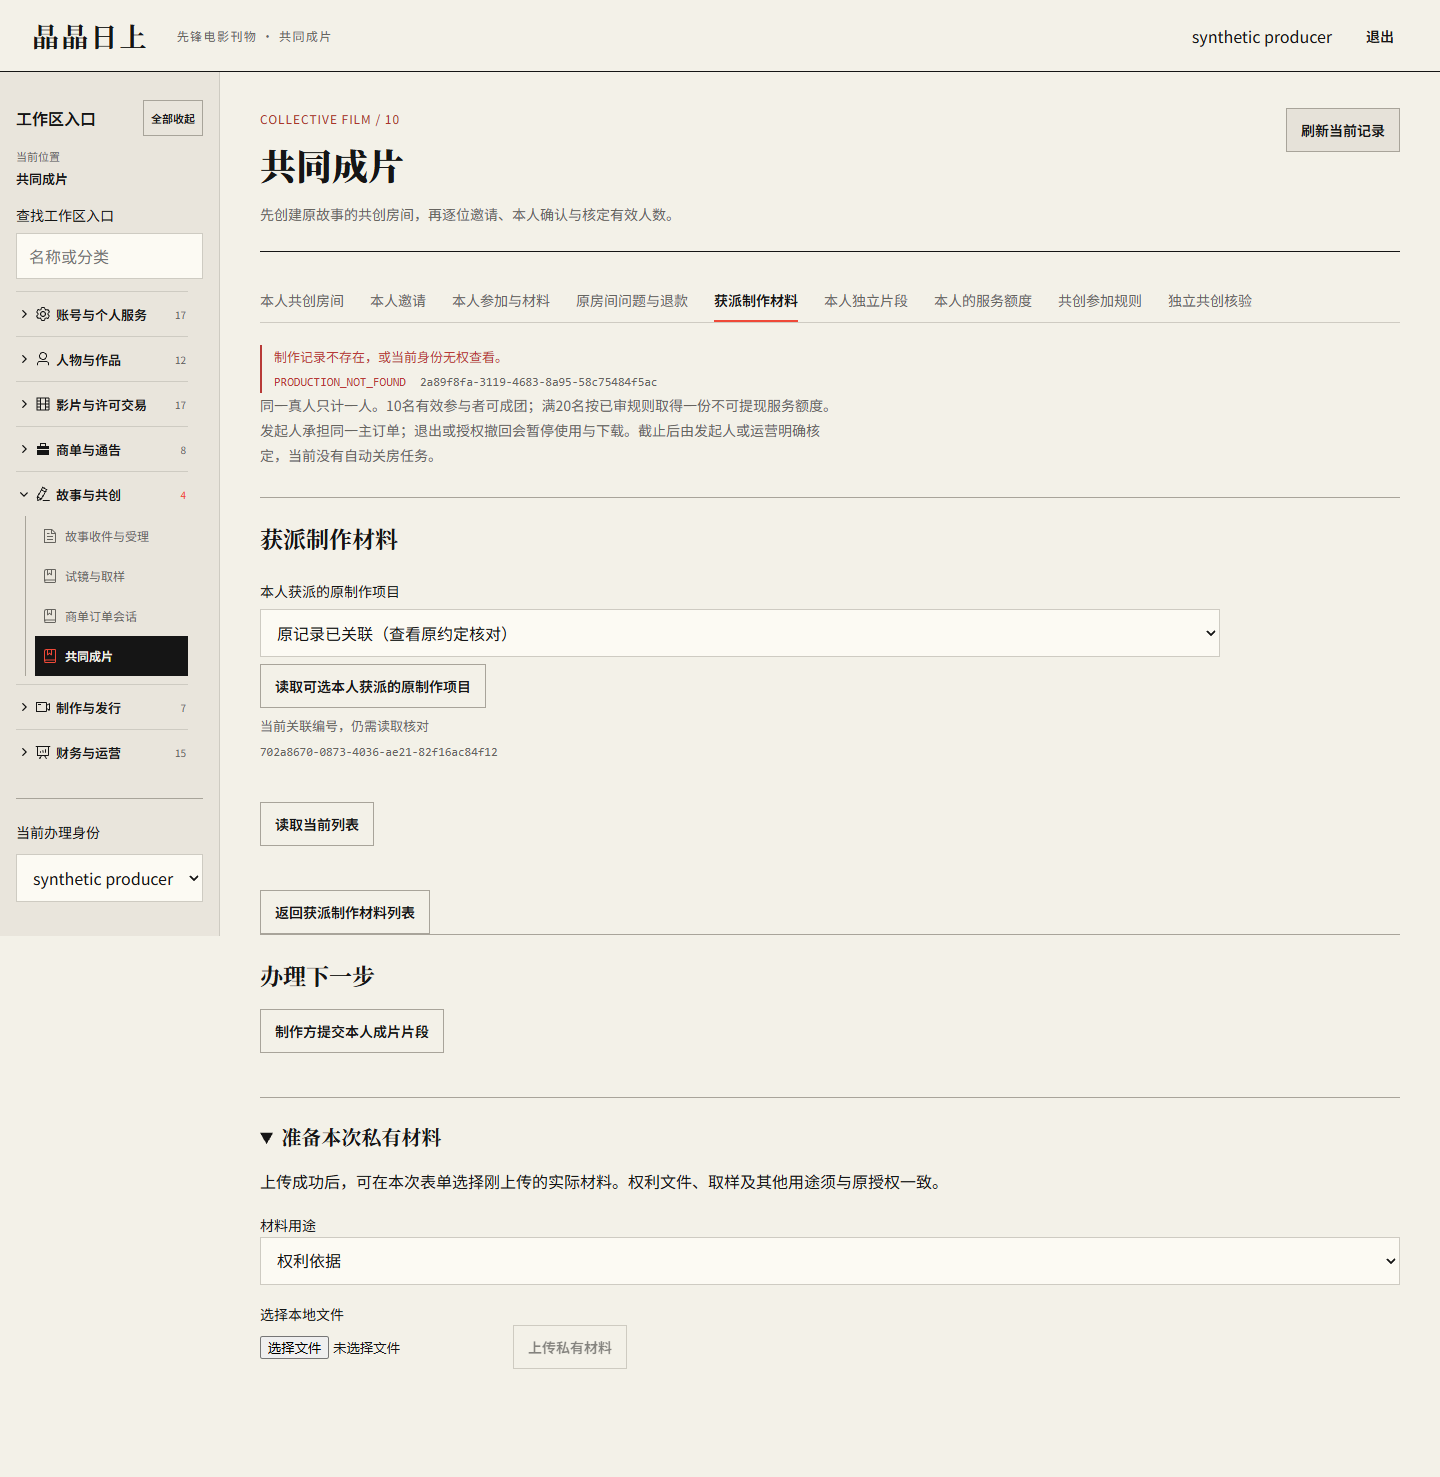 晶晶日上
先锋电影刊物 • 共同成片
synthetic producer
退出
工作区入口
全部收起
当前位置
共同成片
查找工作区入口
名称或分类
账号与个人服务 17
人物与作品 12
影片与许可交易 17
商单与通告 8
故事与共创 4
故事收件与受理
试镜与取样
商单订单会话
共同成片
制作与发行 7
财务与运营 15
当前办理身份
synthetic producer
COLLECTIVE FILM / 10
共同成片
刷新当前记录
先创建原故事的共创房间，再逐位邀请、本人确认与核定有效人数。
本人共创房间 本人邀请 本人参加与材料 原房间问题与退款 获派制作材料 本人独立片段 本人的服务额度 共创参加规则 独立共创核验
制作记录不存在，或当前身份无权查看。
PRODUCTION_NOT_FOUND 2a89f8fa-3119-4683-8a95-58c75484f5ac
同一真人只计一人。10名有效参与者可成团；满20名按已审规则取得一份不可提现服务额度。
发起人承担同一主订单；退出或授权撤回会暂停使用与下载。截止后由发起人或运营明确核
定，当前没有自动关房任务。
获派制作材料
本人获派的原制作项目
原记录已关联（查看原约定核对）
读取可选本人获派的原制作项目
当前关联编号，仍需读取核对
702a8670-0873-4036-ae21-82f16ac84f12
读取当前列表
返回获派制作材料列表
办理下一步
制作方提交本人成片片段
准备本次私有材料
上传成功后，可在本次表单选择刚上传的实际材料。权利文件、取样及其他用途须与原授权一致。
材料用途
权利依据
选择本地文件
选择文件 未选择文件
上传私有材料